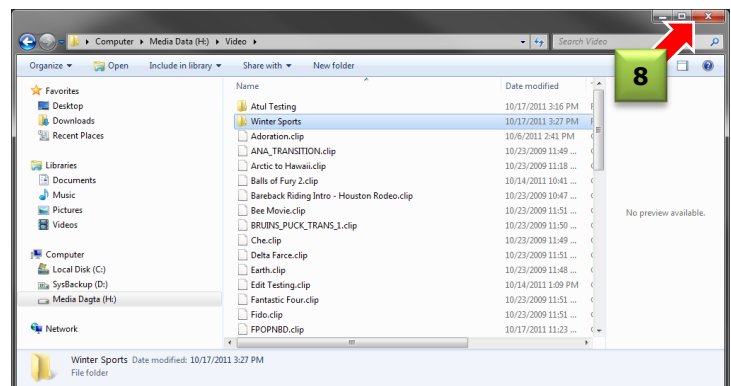 Computer ▸ Media Data (H:) ▸ Video ▸
Search Video
8
Organize ▼ Open Include in library ▼ Share with ▼ New folder
Name Date modified
Favorites
Desktop
Downloads
Recent Places
Libraries
Documents
Music
Pictures
Videos
Computer
Local Disk (C:)
SysBackup (D:)
Media Dagta (H:)
Network
Atul Testing 10/17/2011 3:16 PM
Winter Sports 10/17/2011 3:27 PM
Adoration.clip 10/6/2011 2:41 PM
ANA_TRANSITION.clip 10/23/2009 11:49 ...
Arctic to Hawaii.clip 10/23/2009 11:18 ...
Balls of Fury 2.clip 10/14/2011 10:41 ...
Bareback Riding Intro - Houston Rodeo.clip 10/23/2009 10:47 ...
Bee Movie.clip 10/23/2009 11:51 ...
BRUINS_PUCK_TRANS_1.clip 10/23/2009 11:50 ...
Che.clip 10/23/2009 11:49 ...
Delta Farce.clip 10/23/2009 11:51 ...
Earth.clip 10/23/2009 11:48 ...
Edit Testing.clip 10/14/2011 1:09 PM
Fantastic Four.clip 10/23/2009 11:51 ...
Fido.clip 10/23/2009 11:51 ...
FPOPNBD.clip 10/17/2011 11:23 ...
No preview available.
Winter Sports Date modified: 10/17/2011 3:27 PM
File folder